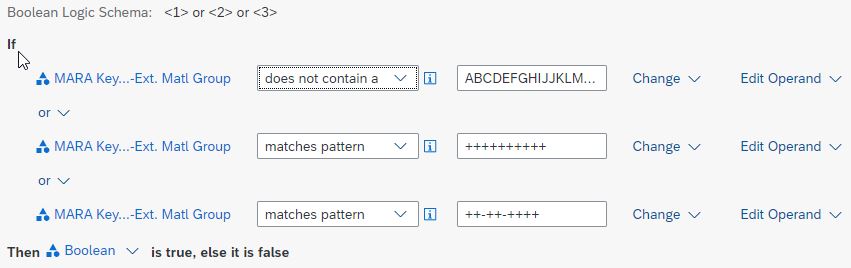 Boolean Logic Schema: <1> or <2> or <3>
If
MARA Key...-Ext. Matl Group does not contain a ABCDEFGHIJJKLM... Change Edit Operand
or
MARA Key...-Ext. Matl Group matches pattern ++++++++++ Change Edit Operand
or
MARA Key...-Ext. Matl Group matches pattern ++-++-++++ Change Edit Operand
Then Boolean is true, else it is false